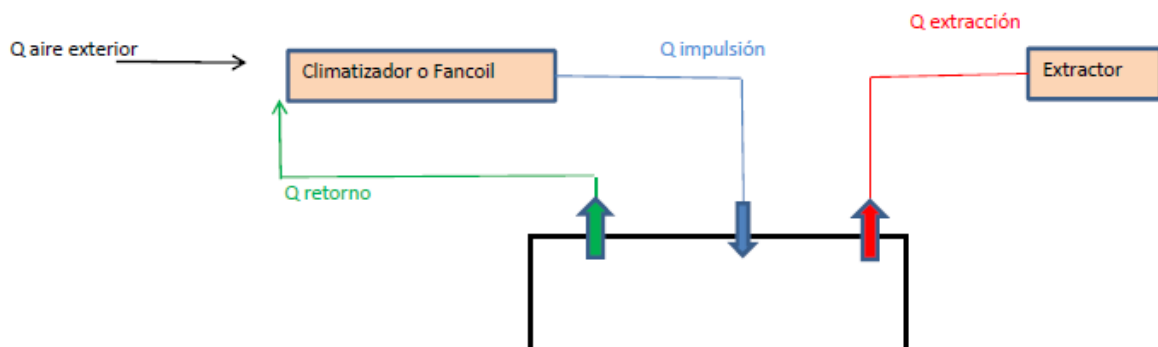 Q aire exterior
Climatizador o Fancoil
Q impulsión
Q extracción
Extractor
Q retorno